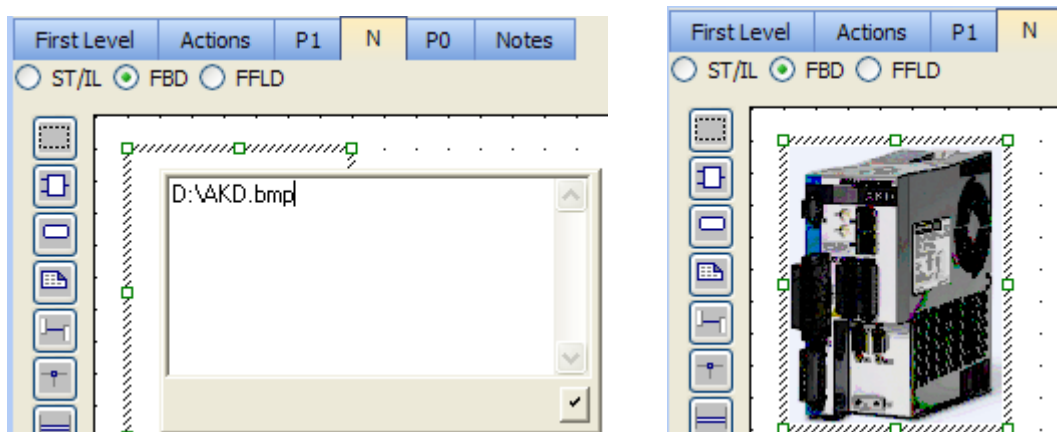 First Level Actions P1 N P0 Notes
ST/IL FBD FFLD
D:\AKD.bmp
First Level Actions P1 N
ST/IL FBD FFLD
AKD